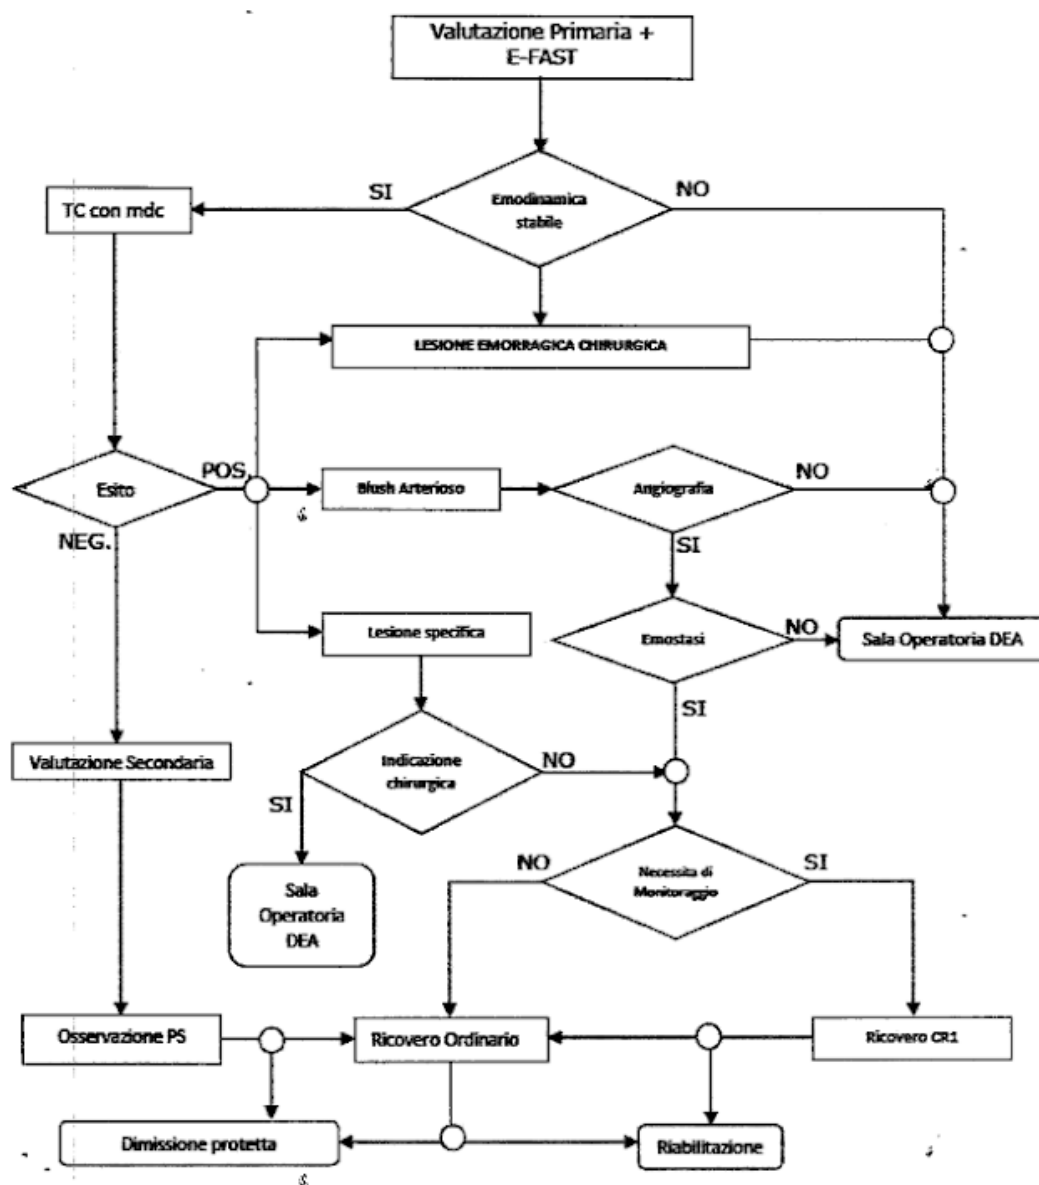 Valutazione Primaria +
E-FAST
SI
NO
TC con mdc
Emodinamica
stabile
LESIONE EMORRAGICA CHIRURGICA
Esito
POS.
Blush Arterioso
Angiografia
NO
NEG.
SI
Lesione specifica
Emostasi
NO
Sala Operatoria DEA
SI
Valutazione Secondaria
Indicazione
chirurgica
NO
SI
Sala
Operatoria
DEA
NO
Necessita di
Monitoraggio
SI
Osservazione PS
Ricovero Ordinario
Ricovero CR1
Dimissione protetta
Riabilitazione